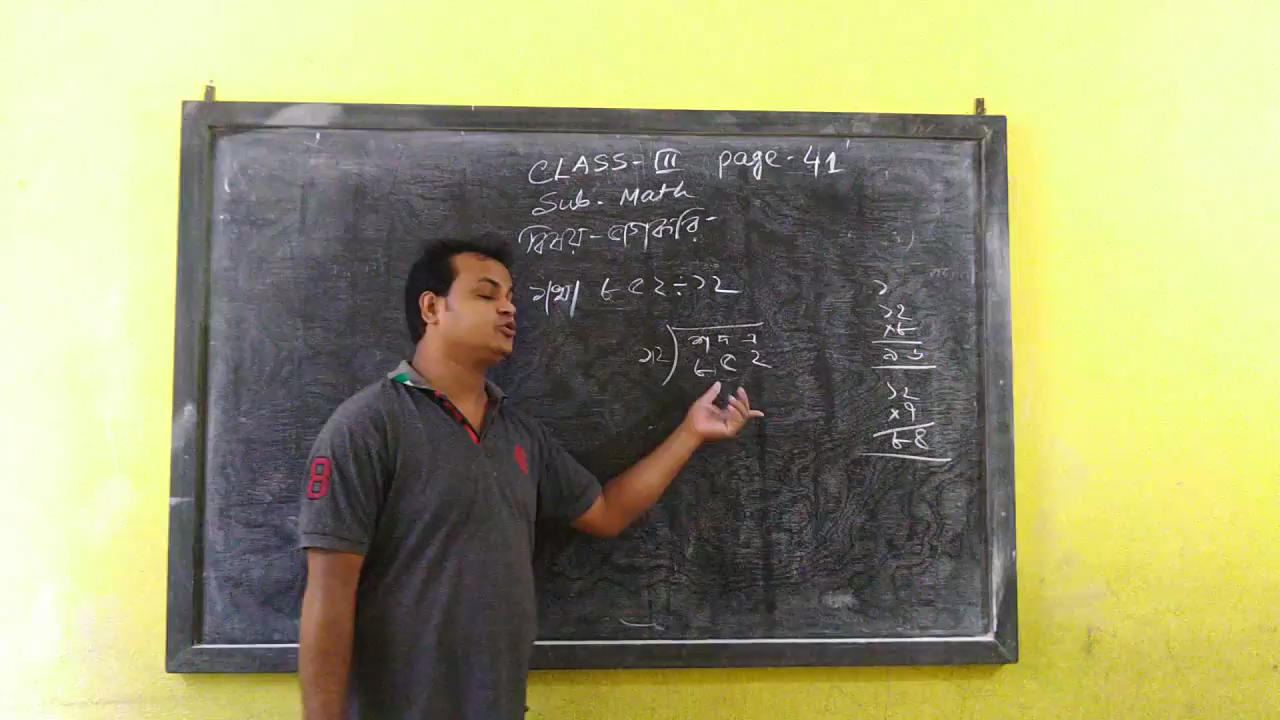 CLASS-III page-41
Sub. Math
বিষয়-ভাগকরি-
যথা ৮৫২÷১২
শ দ এ
১২)৮৫২
১২
×৮
৯৬
১২
×৭
৮৪
8